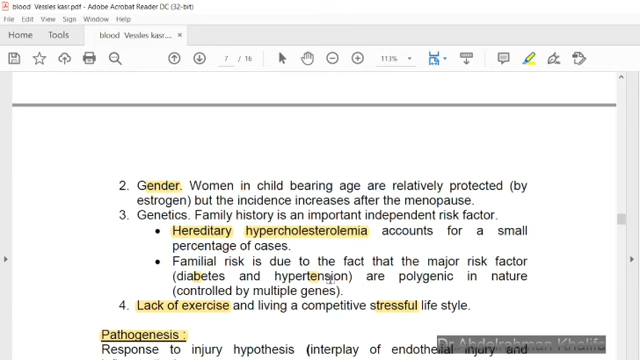 blood Vessles kasr.pdf - Adobe Acrobat Reader DC (32-bit)
File Edit View Sign Window Help
Home Tools blood Vessles kasr.... ×
7 / 16 113%
2. Gender. Women in child bearing age are relatively protected (by
estrogen) but the incidence increases after the menopause.
3. Genetics. Family history is an important independent risk factor.
• Hereditary hypercholesterolemia accounts for a small
percentage of cases.
• Familial risk is due to the fact that the major risk factor
(diabetes and hypertension) are polygenic in nature
(controlled by multiple genes).
4. Lack of exercise and living a competitive stressful life style.
Pathogenesis :
Response to injury hypothesis (interplay of endothelial injury and
Dr Abdelrahman Khalifa